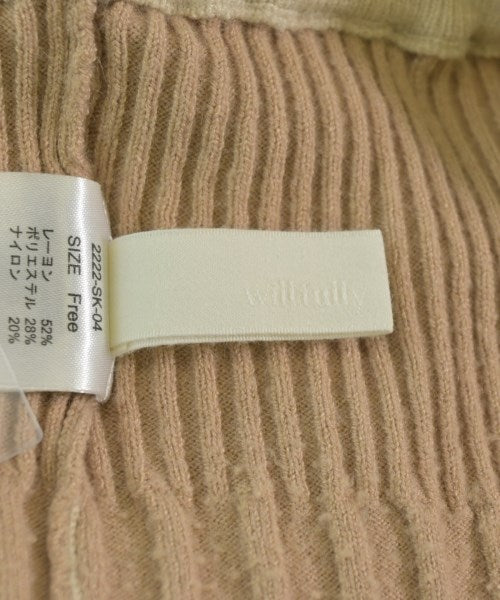 willfully
2222-SK-04
SIZE Free
レーヨン 52%
ポリエステル 28%
ナイロン 20%